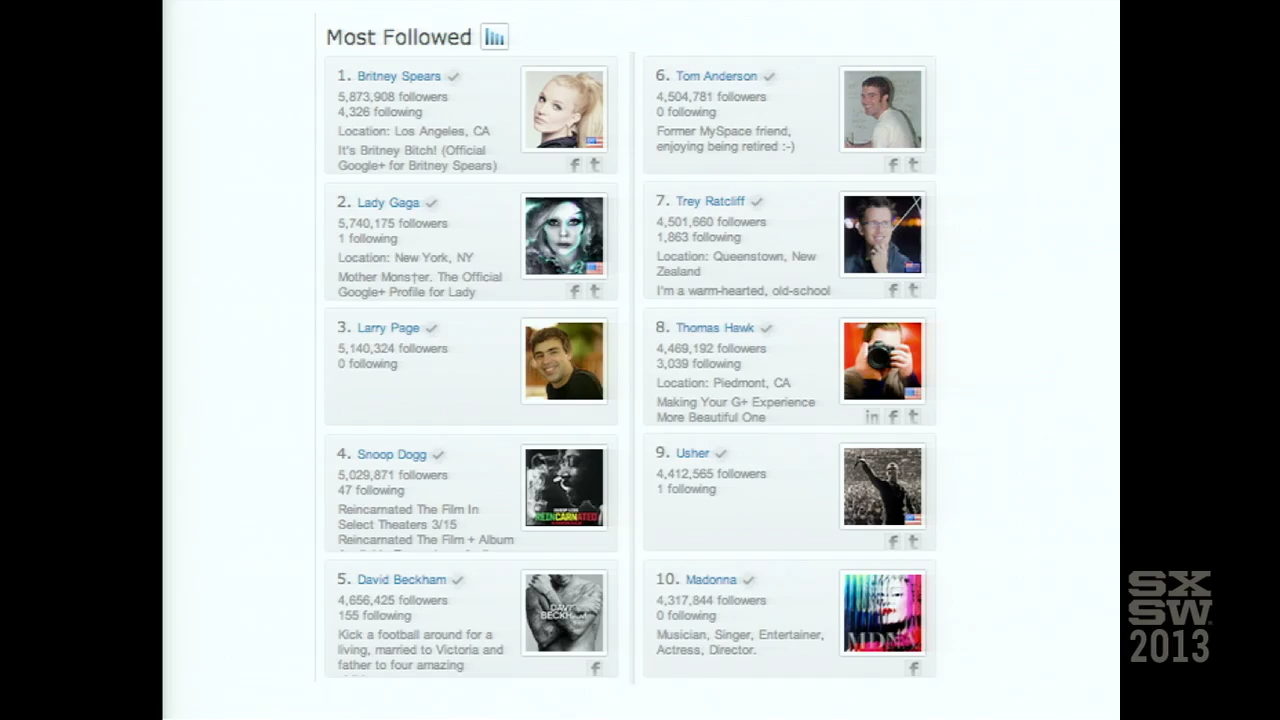 Most Followed
1. Britney Spears
5,873,908 followers
4,326 following
Location: Los Angeles, CA
It's Britney Bitch! (Official
Google+ for Britney Spears)
2. Lady Gaga
5,740,175 followers
1 following
Location: New York, NY
Mother Mons†er. The Official
Google+ Profile for Lady
3. Larry Page
5,140,324 followers
0 following
4. Snoop Dogg
5,029,871 followers
47 following
Reincarnated The Film In
Select Theaters 3/15
Reincarnated The Film + Album
REINCARNATED
5. David Beckham
4,656,425 followers
155 following
Kick a football around for a
living, married to Victoria and
father to four amazing
DAVID
BECKHAM
6. Tom Anderson
4,504,781 followers
0 following
Former MySpace friend,
enjoying being retired :-)
7. Trey Ratcliff
4,501,660 followers
1,863 following
Location: Queenstown, New
Zealand
I'm a warm-hearted, old-school
8. Thomas Hawk
4,469,192 followers
3,039 following
Location: Piedmont, CA
Making Your G+ Experience
More Beautiful One
in f t
9. Usher
4,412,565 followers
1 following
10. Madonna
4,317,844 followers
0 following
Musician, Singer, Entertainer,
Actress, Director.
MDNA
SX
SW
2013